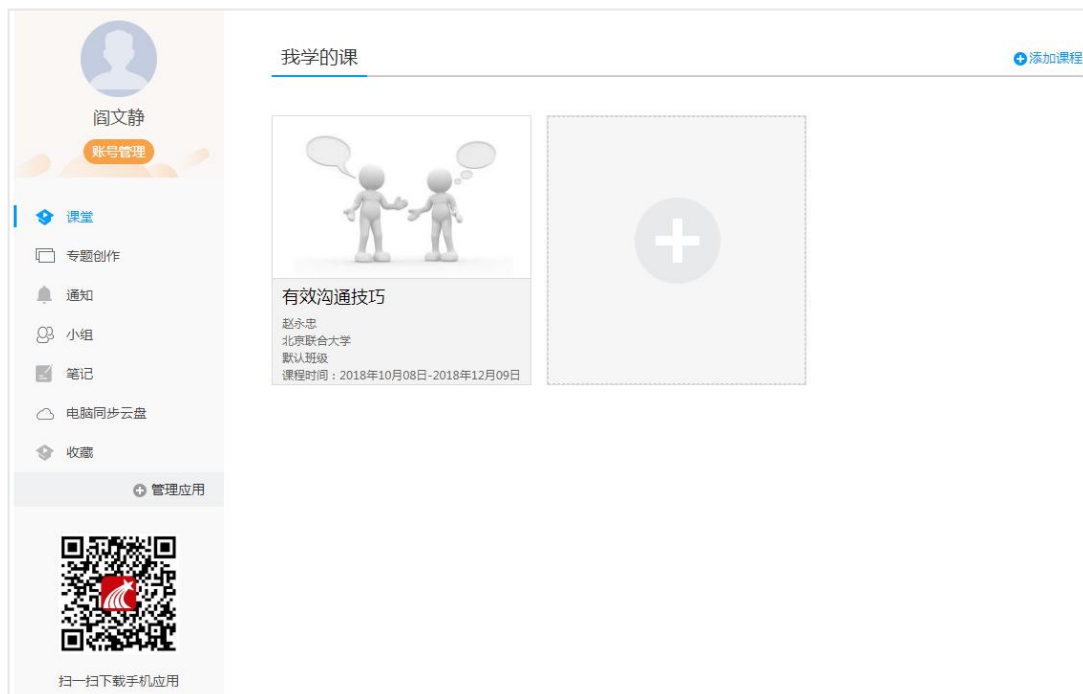 阎文静
账号管理
课堂
专题创作
通知
小组
笔记
电脑同步云盘
收藏
管理应用
扫一扫下载手机应用
我学的课
添加课程
有效沟通技巧
赵永忠
北京联合大学
默认班级
课程时间：2018年10月08日-2018年12月09日